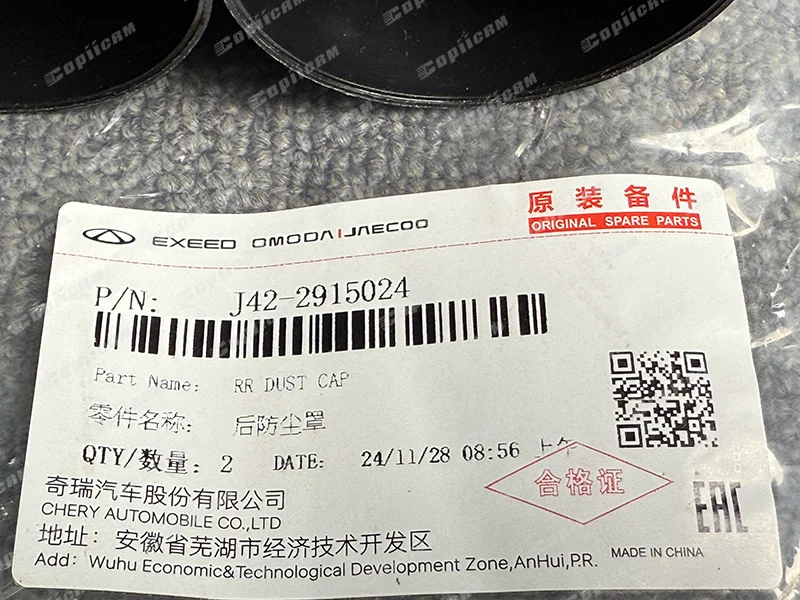 EXEED OMODA|JAECOO
原装备件
ORIGINAL SPARE PARTS
P/N: J42-2915024
Part Name: RR DUST CAP
零件名称: 后防尘罩
QTY/数量: 2 DATE: 24/11/28 08:56 上午
合格证
奇瑞汽车股份有限公司
CHERY AUTOMOBILE CO.,LTD
地址: 安徽省芜湖市经济技术开发区
Add: Wuhu Economic&Technological Development Zone,AnHui,P.R.
EAC
MADE IN CHINA
COPIICAM